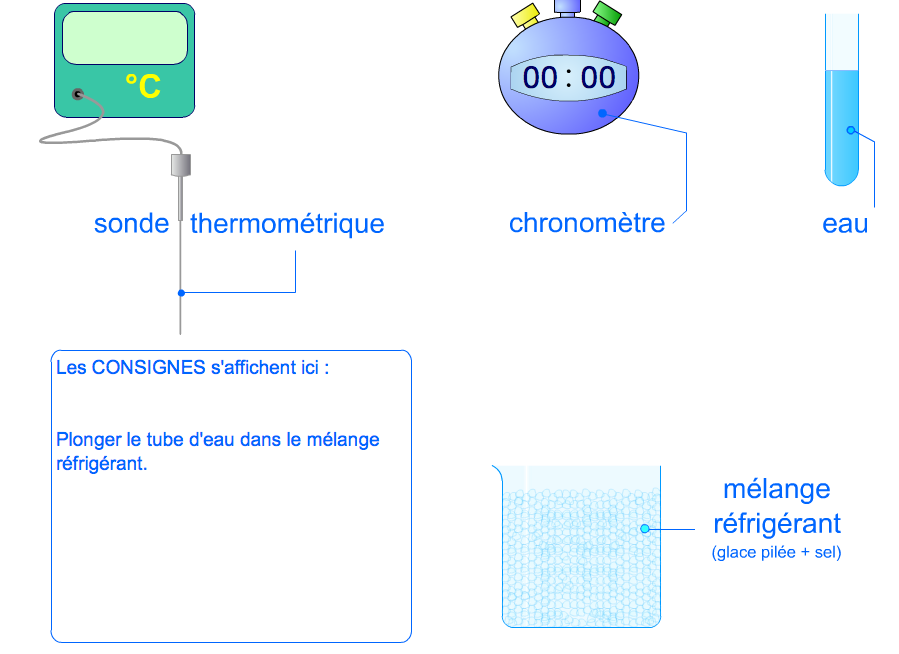 °C
00 : 00
sonde thermométrique
chronomètre
eau
Les CONSIGNES s'affichent ici :
Plonger le tube d'eau dans le mélange
réfrigérant.
mélange
réfrigérant
(glace pilée + sel)